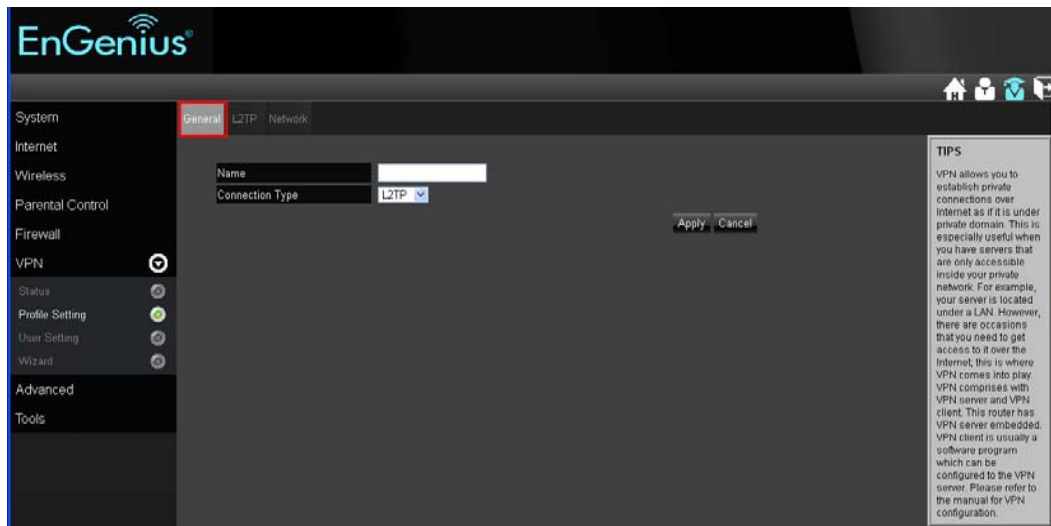 EnGenius®
System
Internet
Wireless
Parental Control
Firewall
VPN
Status
Profile Setting
User Setting
Wizard
Advanced
Tools
General L2TP Network
Name
Connection Type L2TP
Apply Cancel
TIPS
VPN allows you to
establish private
connections over
Internet as if it is under
private domain. This is
especially useful when
you have servers that
are only accessible
inside your private
network. For example,
your server is located
under a LAN. However,
there are occasions
that you need to get
access to it over the
Internet, this is where
VPN comes into play.
VPN comprises with
VPN server and VPN
client. This router has
VPN server embedded.
VPN client is usually a
software program
which can be
configured to the VPN
server. Please refer to
the manual for VPN
configuration.